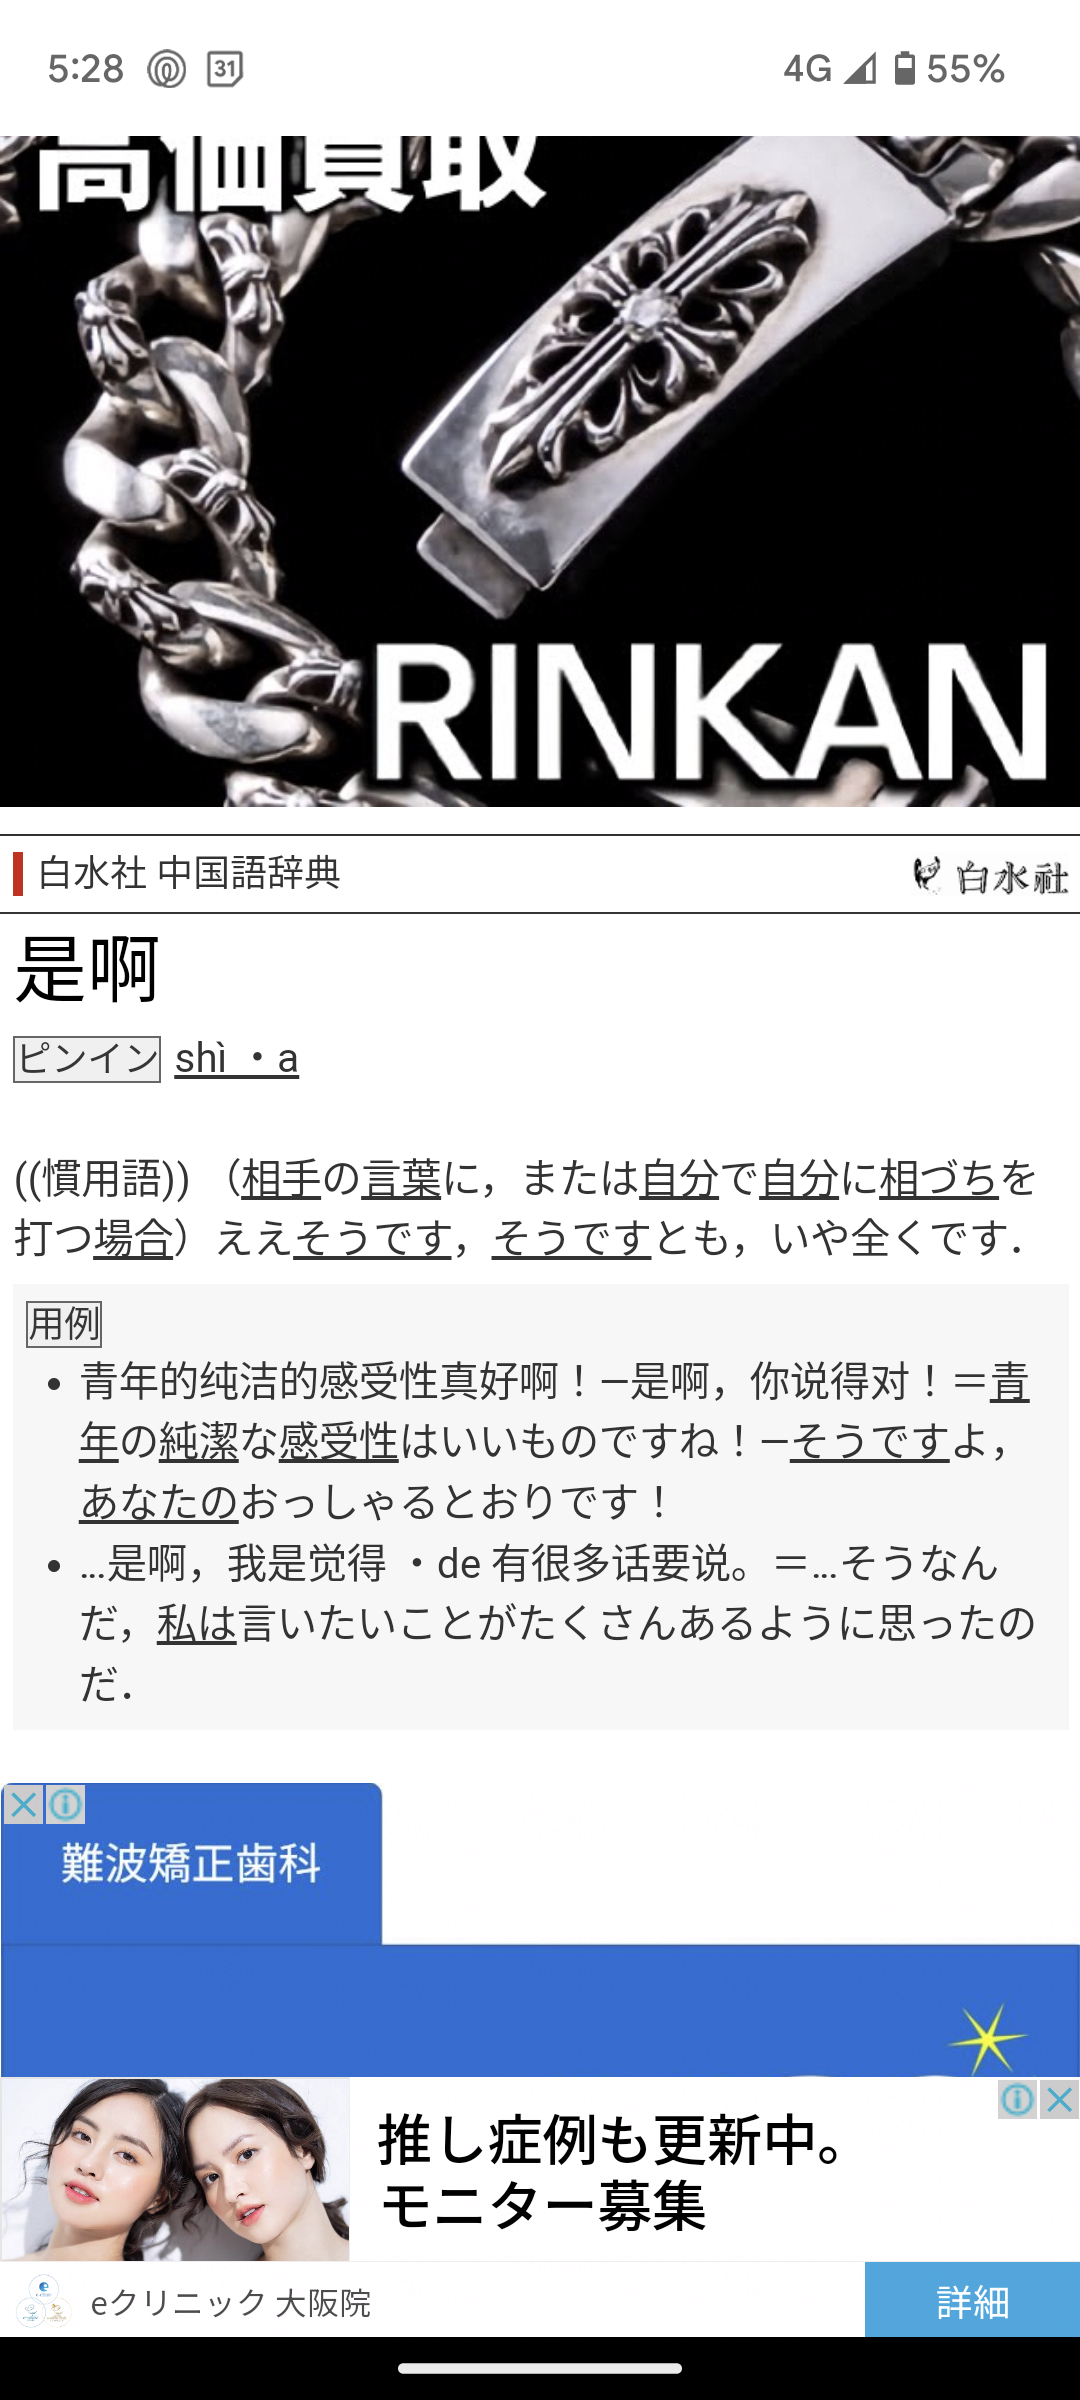 5:28 31 4G 55%
高価買取
RINKAN
白水社 中国語辞典 白水社
是啊
ピンイン shì ・a
((慣用語)) （相手の言葉に，または自分で自分に相づちを
打つ場合）ええそうです，そうですとも，いや全くです．
用例
• 青年的纯洁的感受性真好啊！—是啊，你说得对！＝青
年の純潔な感受性はいいものですね！—そうですよ，
あなたのおっしゃるとおりです！
• …是啊，我是觉得 ・de 有很多话要说。＝…そうなん
だ，私は言いたいことがたくさんあるように思ったの
だ．
難波矯正歯科
推し症例も更新中。
モニター募集
eクリニック 大阪院
詳細